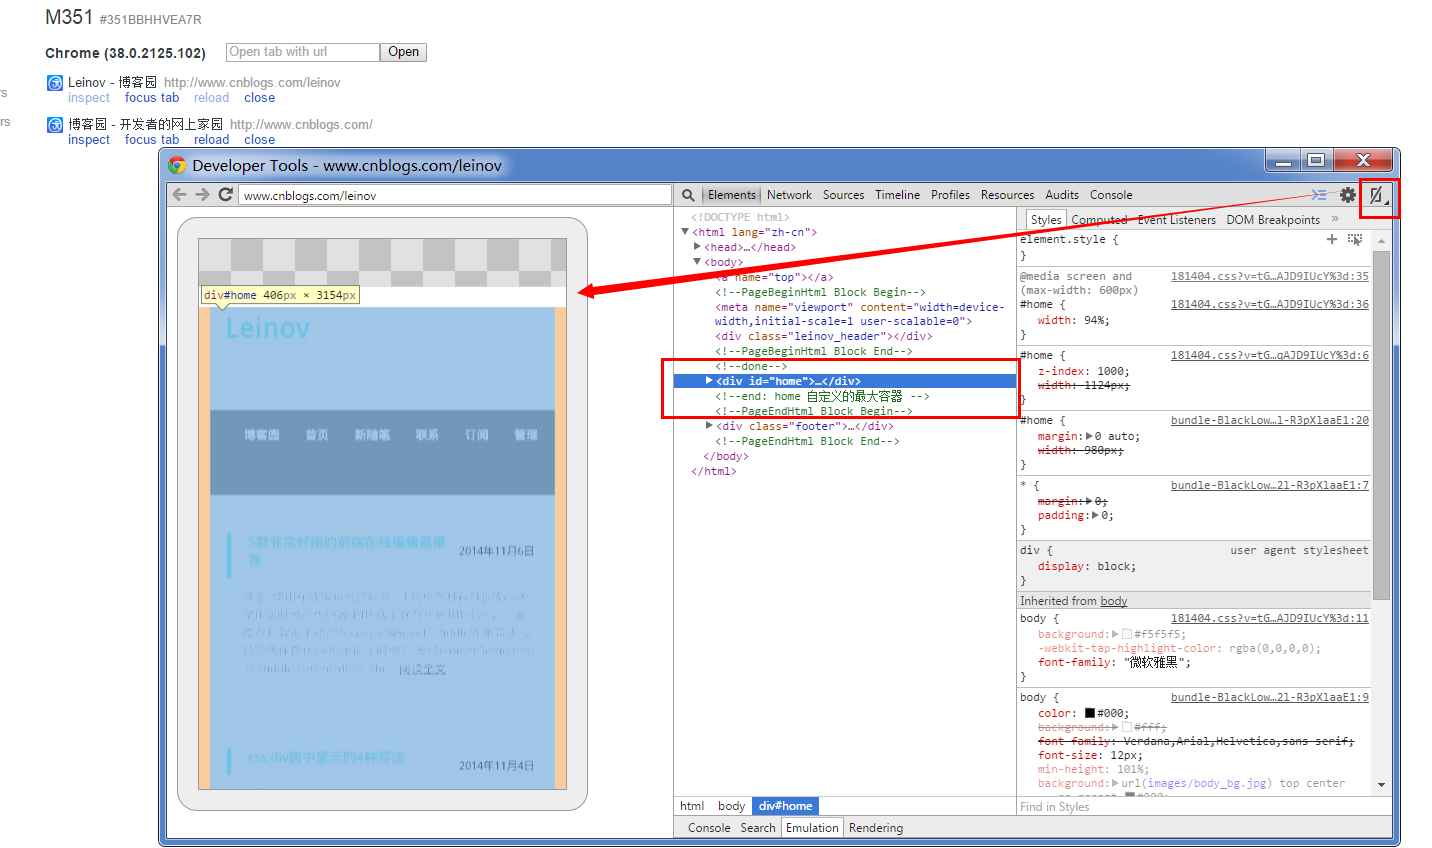 M351 #351BBHHVEA7R
Chrome (38.0.2125.102) Open tab with url Open
rs
Leinov - 博客园 http://www.cnblogs.com/leinov
inspect focus tab reload close
rs
博客园 - 开发者的网上家园 http://www.cnblogs.com/
inspect focus tab reload close
Developer Tools - www.cnblogs.com/leinov
www.cnblogs.com/leinov
Elements Network Sources Timeline Profiles Resources Audits Console
div#home 406px × 3154px
Leinov
博客园 首页 新随笔 联系 订阅 管理
5款非常好用的前端在线编辑器推荐
2014年11月6日
阅读全文
css div居中显示的4种写法
2014年11月4日
<!DOCTYPE html>
<html lang="zh-cn">
<head>…</head>
<body>
<a name="top"></a>
<!--PageBeginHtml Block Begin-->
<meta name="viewport" content="width=device-
width,initial-scale=1 user-scalable=0">
<div class="leinov_header"></div>
<!--PageBeginHtml Block End-->
<!--done-->
<div id="home">…</div>
<!--end: home 自定义的最大容器 -->
<!--PageEndHtml Block Begin-->
<div class="footer">…</div>
<!--PageEndHtml Block End-->
</body>
</html>
html body div#home
Console Search Emulation Rendering
Styles Computed Event Listeners DOM Breakpoints »
element.style {
}
@media screen and 181404.css?v=tG…AJD9IUcY%3d:35
(max-width: 600px)
#home { 181404.css?v=tG…AJD9IUcY%3d:36
width: 94%;
}
#home { 181404.css?v=tG…qAJD9IUcY%3d:6
z-index: 1000;
width: 1124px;
}
#home { bundle-BlackLow…l-R3pXlaaE1:20
margin: 0 auto;
width: 980px;
}
* { bundle-BlackLow…2l-R3pXlaaE1:7
margin: 0;
padding: 0;
}
div { user agent stylesheet
display: block;
}
Inherited from body
body { 181404.css?v=tG…AJD9IUcY%3d:11
background: #f5f5f5;
-webkit-tap-highlight-color: rgba(0,0,0,0);
font-family: "微软雅黑";
}
body { bundle-BlackLow…2l-R3pXlaaE1:9
color: #000;
background: #fff;
font-family: Verdana,Arial,Helvetica,sans-serif;
font-size: 12px;
min-height: 101%;
background: url(images/body_bg.jpg) top center
Find in Styles